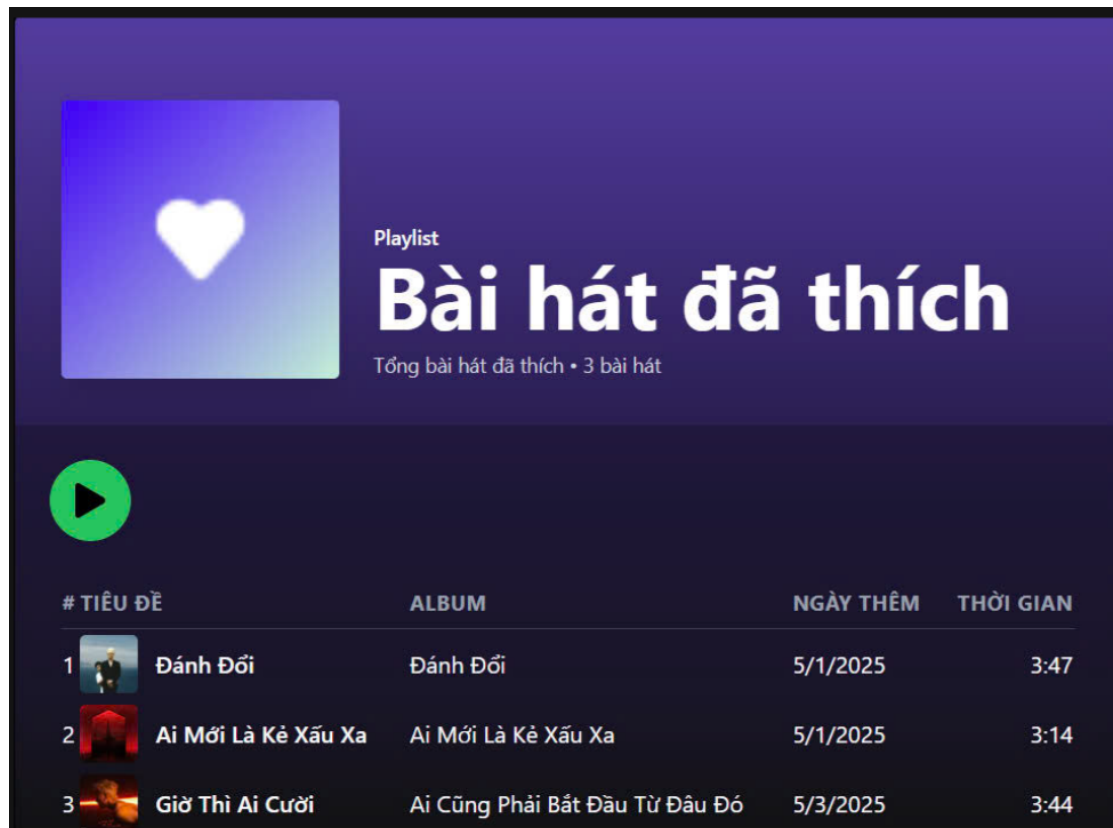 Playlist
Bài hát đã thích
Tổng bài hát đã thích • 3 bài hát
# TIÊU ĐỀ ALBUM NGÀY THÊM THỜI GIAN
1 Đánh Đổi Đánh Đổi 5/1/2025 3:47
2 Ai Mới Là Kẻ Xấu Xa Ai Mới Là Kẻ Xấu Xa 5/1/2025 3:14
3 Giờ Thì Ai Cười Ai Cũng Phải Bắt Đầu Từ Đâu Đó 5/3/2025 3:44